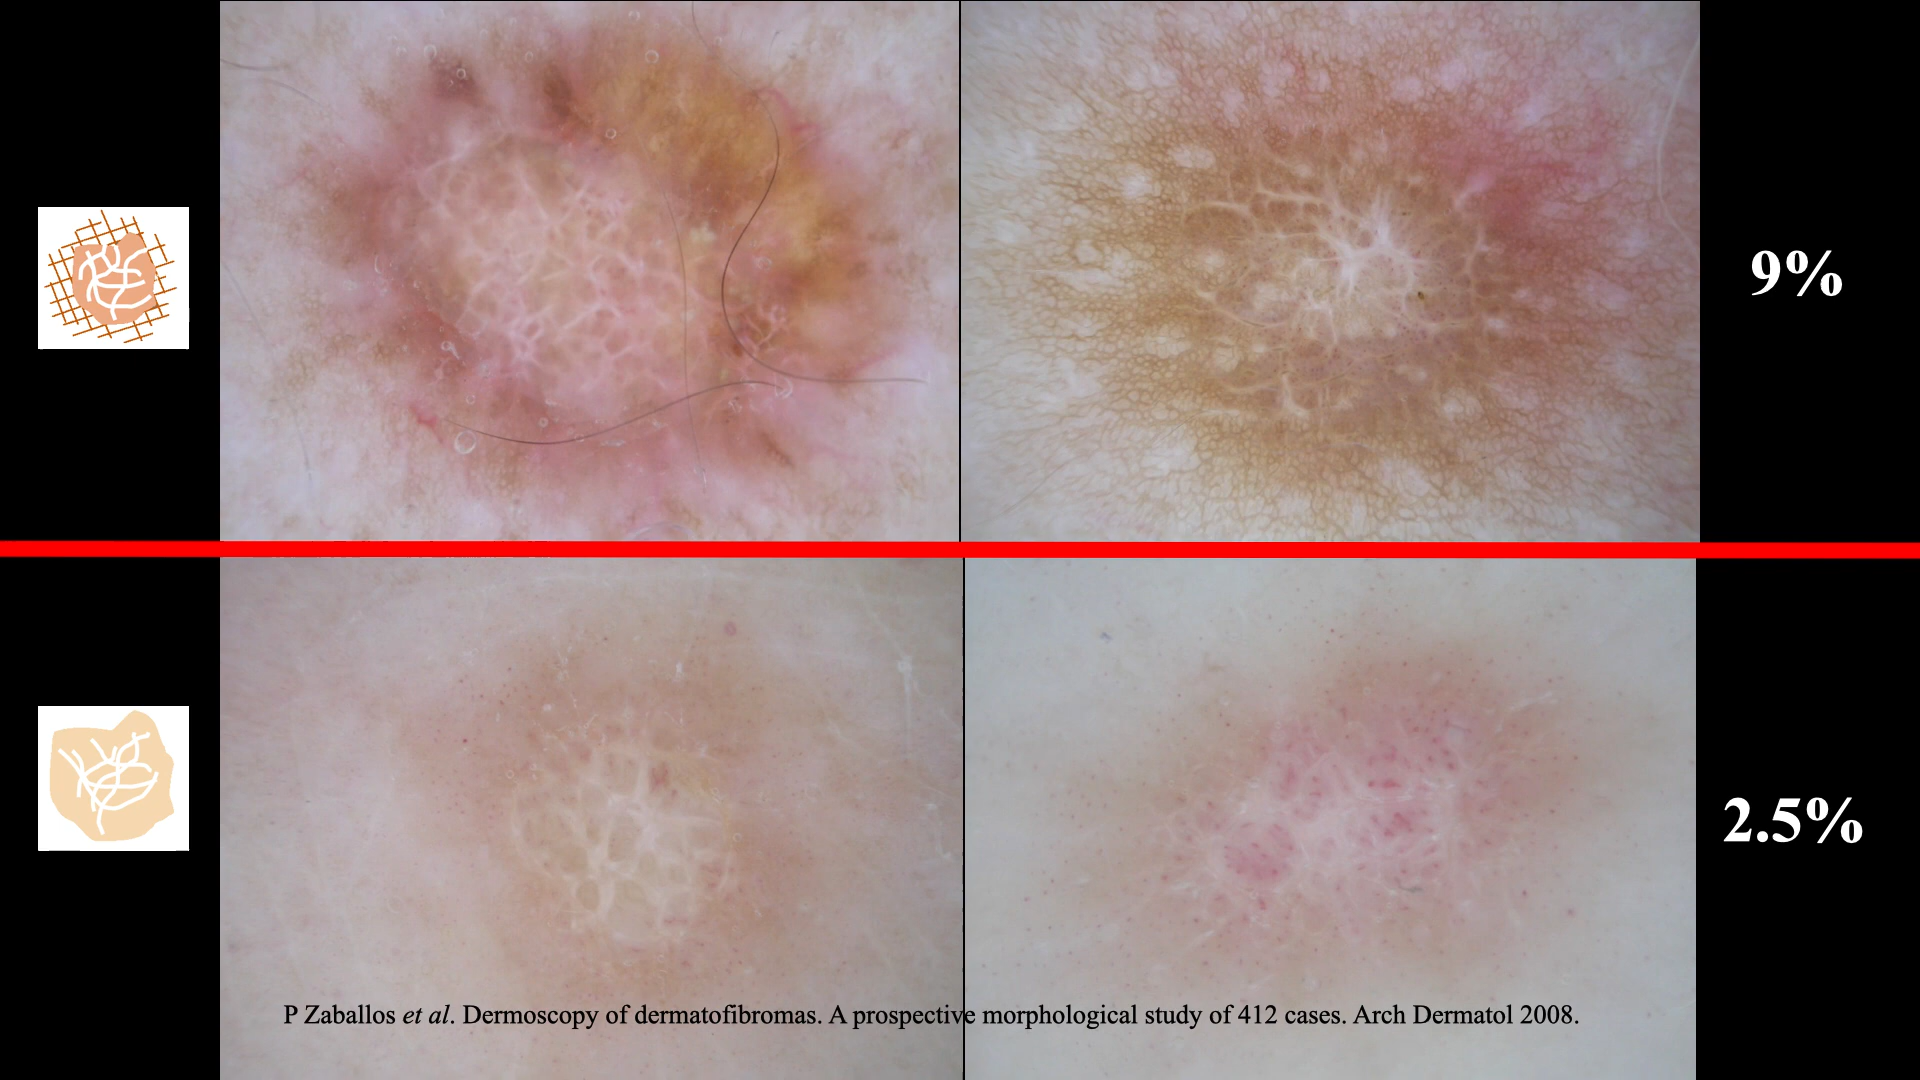 9%
2.5%
P Zaballos et al. Dermoscopy of dermatofibromas. A prospective morphological study of 412 cases. Arch Dermatol 2008.